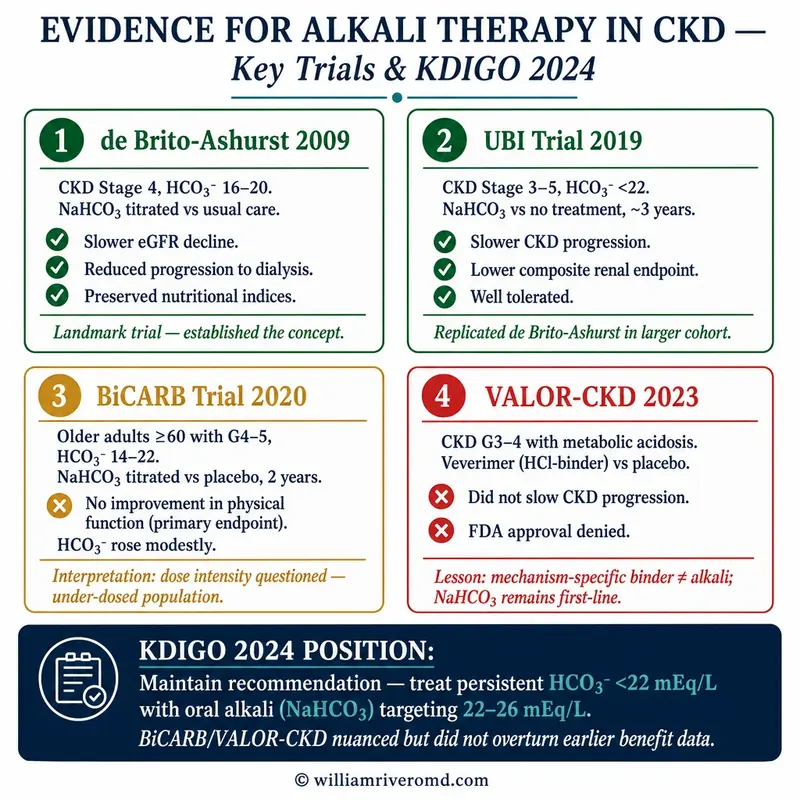 EVIDENCE FOR ALKALI THERAPY IN CKD —
Key Trials & KDIGO 2024
1 de Brito-Ashurst 2009
CKD Stage 4, HCO₃⁻ 16–20.
NaHCO₃ titrated vs usual care.
Slower eGFR decline.
Reduced progression to dialysis.
Preserved nutritional indices.
Landmark trial — established the concept.
2 UBI Trial 2019
CKD Stage 3–5, HCO₃⁻ <22.
NaHCO₃ vs no treatment, ~3 years.
Slower CKD progression.
Lower composite renal endpoint.
Well tolerated.
Replicated de Brito-Ashurst in larger cohort.
3 BiCARB Trial 2020
Older adults ≥60 with G4–5,
HCO₃⁻ 14–22.
NaHCO₃ titrated vs placebo, 2 years.
No improvement in physical
function (primary endpoint).
HCO₃⁻ rose modestly.
Interpretation: dose intensity questioned —
under-dosed population.
4 VALOR-CKD 2023
CKD G3–4 with metabolic acidosis.
Veverimer (HCl-binder) vs placebo.
Did not slow CKD progression.
FDA approval denied.
Lesson: mechanism-specific binder ≠ alkali;
NaHCO₃ remains first-line.
KDIGO 2024 POSITION:
Maintain recommendation — treat persistent HCO₃⁻ <22 mEq/L
with oral alkali (NaHCO₃) targeting 22–26 mEq/L.
BiCARB/VALOR-CKD nuanced but did not overturn earlier benefit data.
© williamriveromd.com